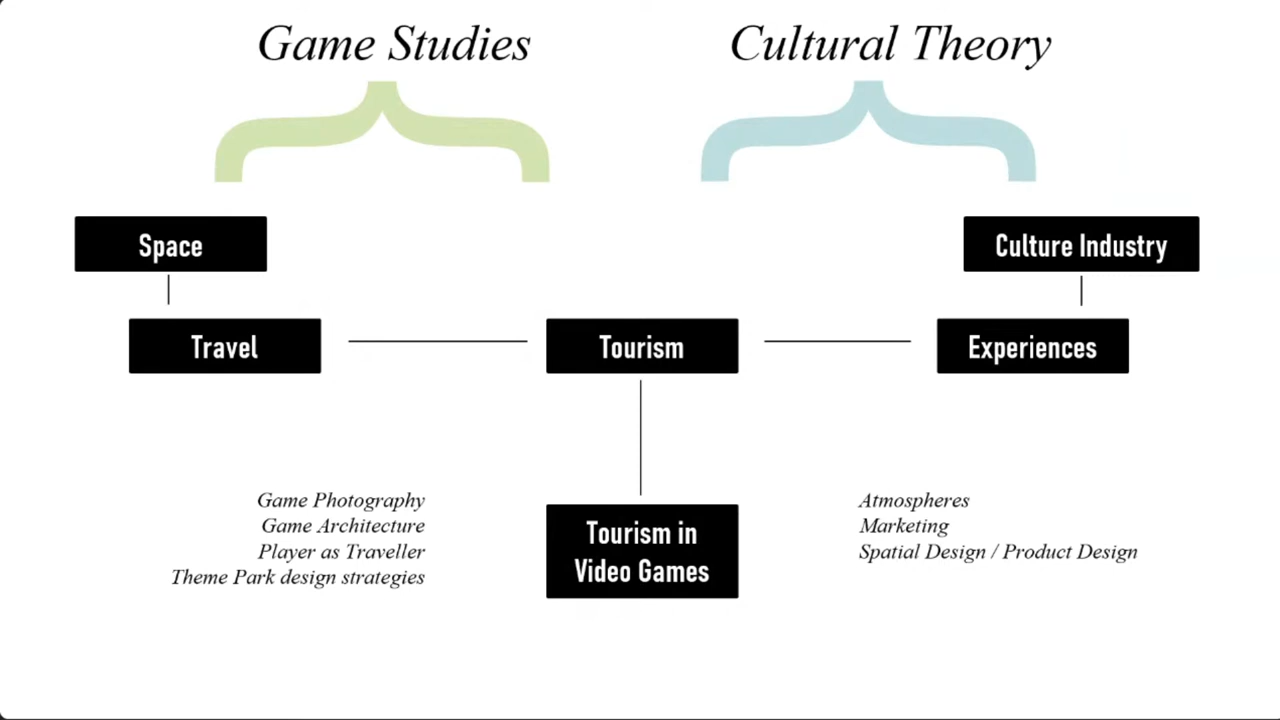 Game Studies
Cultural Theory
Space
Culture Industry
Travel
Tourism
Experiences
Game Photography
Game Architecture
Player as Traveller
Theme Park design strategies
Tourism in
Video Games
Atmospheres
Marketing
Spatial Design / Product Design